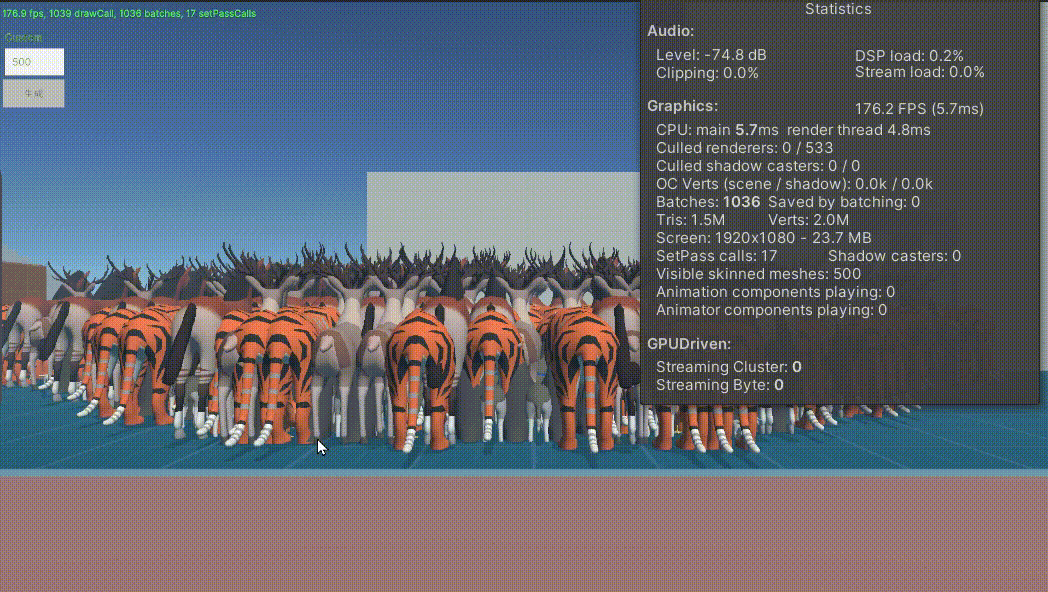 176.9 fps, 1039 drawCall, 1036 batches, 17 setPassCalls
Custom
500
生成
Statistics
Audio:
Level: -74.8 dB DSP load: 0.2%
Clipping: 0.0% Stream load: 0.0%
Graphics: 176.2 FPS (5.7ms)
CPU: main 5.7ms render thread 4.8ms
Culled renderers: 0 / 533
Culled shadow casters: 0 / 0
OC Verts (scene / shadow): 0.0k / 0.0k
Batches: 1036 Saved by batching: 0
Tris: 1.5M Verts: 2.0M
Screen: 1920x1080 - 23.7 MB
SetPass calls: 17 Shadow casters: 0
Visible skinned meshes: 500
Animation components playing: 0
Animator components playing: 0
GPUDriven:
Streaming Cluster: 0
Streaming Byte: 0